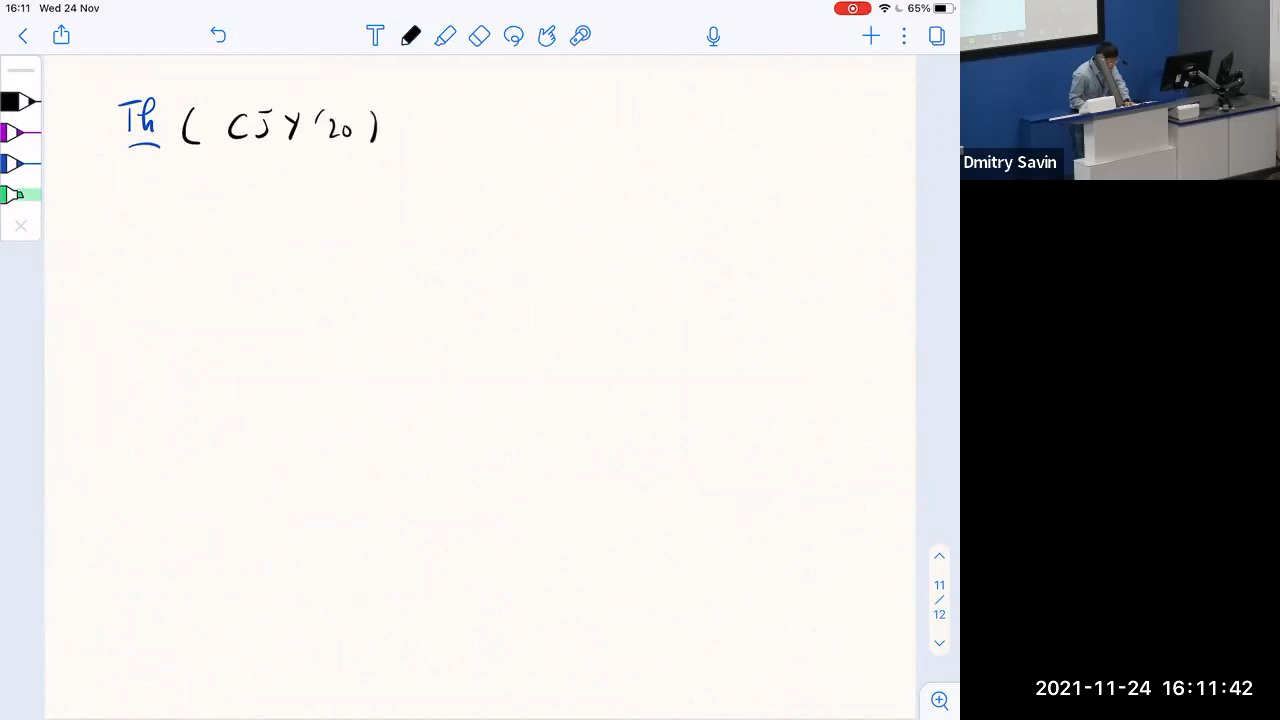 16:11 Wed 24 Nov
65%
T
Th ( CJY '20 )
Dmitry Savin
11
/
12
2021-11-24 16:11:42